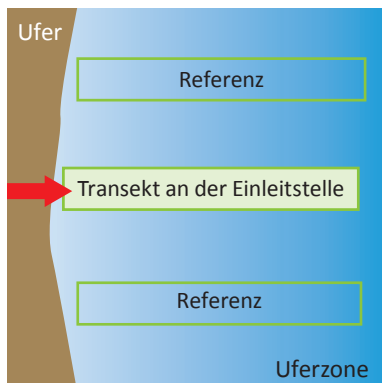 Ufer
Referenz
Transekt an der Einleitstelle
Referenz
Uferzone